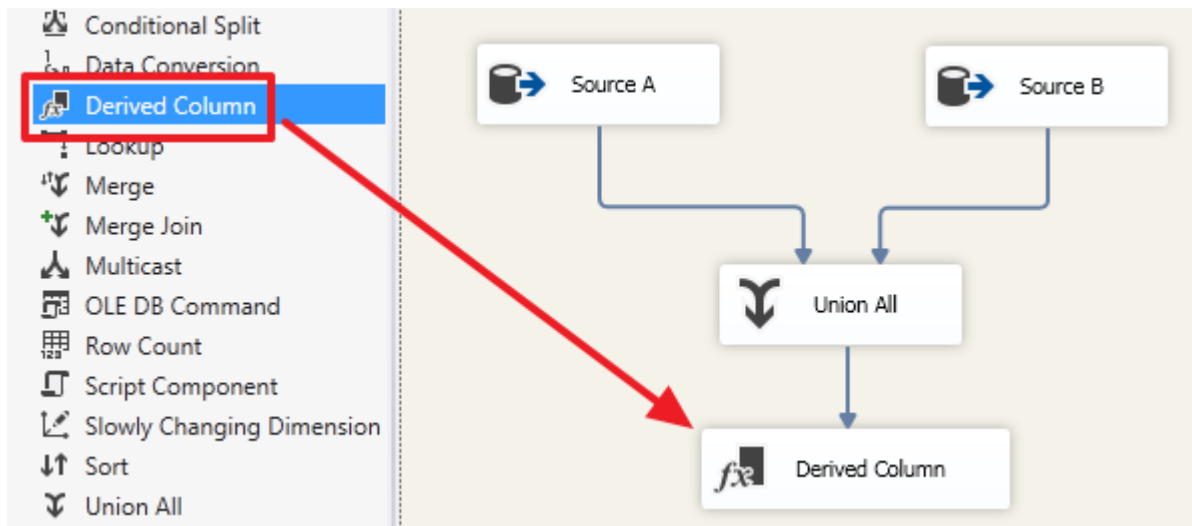 Conditional Split
Data Conversion
Derived Column
Lookup
Merge
Merge Join
Multicast
OLE DB Command
Row Count
Script Component
Slowly Changing Dimension
Sort
Union All
Source A
Source B
Union All
Derived Column